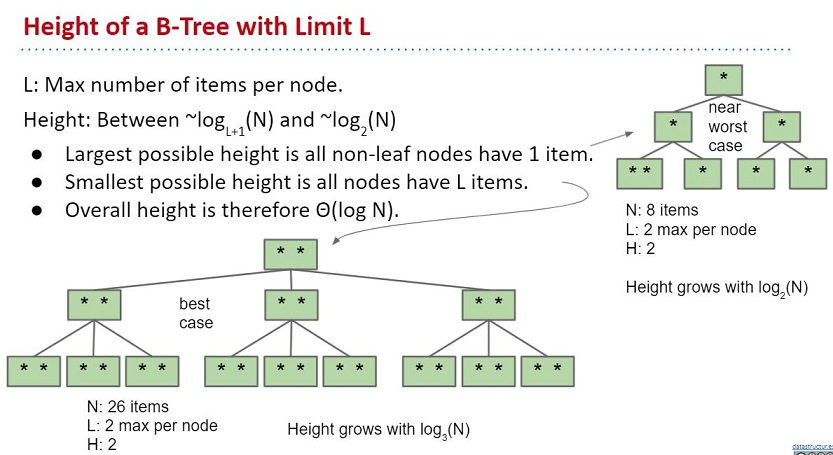 Height of a B-Tree with Limit L
L: Max number of items per node.
Height: Between ~log_{L+1}(N) and ~log_2(N)
● Largest possible height is all non-leaf nodes have 1 item.
● Smallest possible height is all nodes have L items.
● Overall height is therefore Θ(log N).
*
near
* worst *
case
* * * * *
N: 8 items
L: 2 max per node
H: 2
Height grows with log_2(N)
* *
* * best * * * *
case
* * * * * * * * * * * * * * * * * *
N: 26 items
L: 2 max per node
H: 2
Height grows with log_3(N)